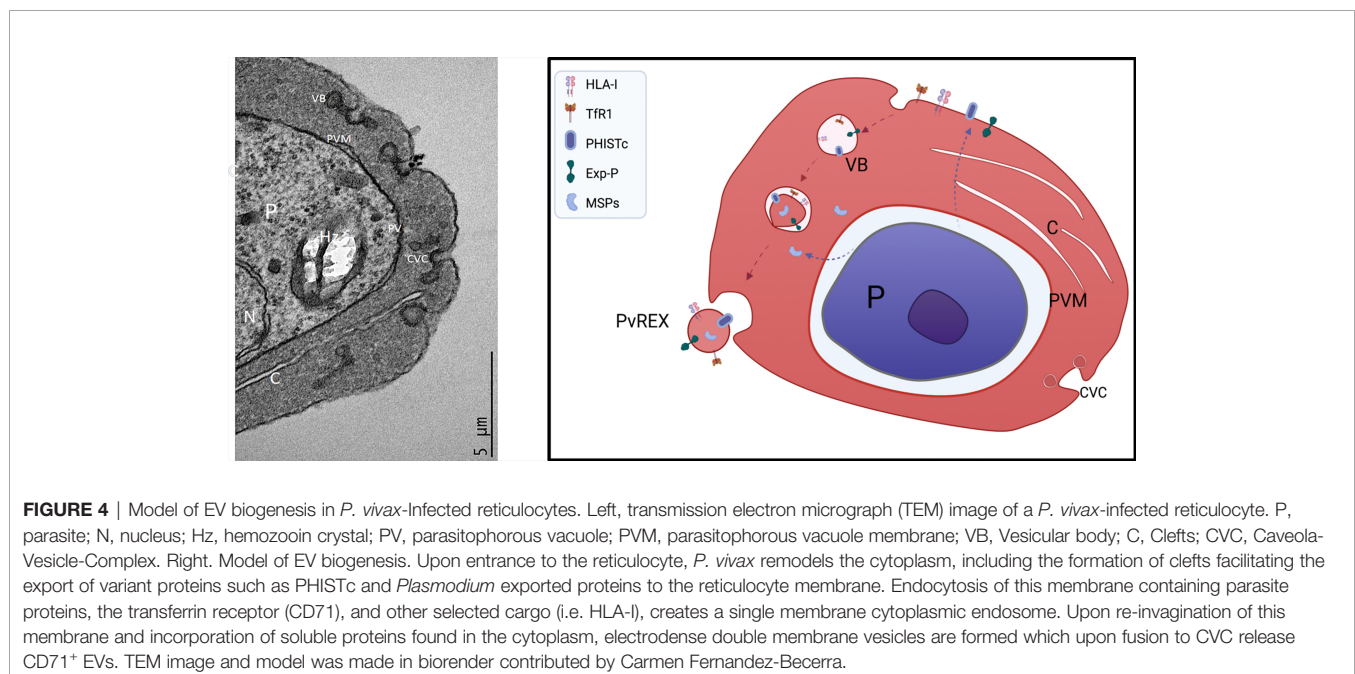 VB
PVM
P
Hz
PV
CVC
N
C
5 μm
HLA-I
TfR1
PHISTc
Exp-P
MSPs
VB
C
P
PVM
PvREX
CVC
FIGURE 4 | Model of EV biogenesis in P. vivax-Infected reticulocytes. Left, transmission electron micrograph (TEM) image of a P. vivax-infected reticulocyte. P,
parasite; N, nucleus; Hz, hemozooin crystal; PV, parasitophorous vacuole; PVM, parasitophorous vacuole membrane; VB, Vesicular body; C, Clefts; CVC, Caveola-
Vesicle-Complex. Right. Model of EV biogenesis. Upon entrance to the reticulocyte, P. vivax remodels the cytoplasm, including the formation of clefts facilitating the
export of variant proteins such as PHISTc and Plasmodium exported proteins to the reticulocyte membrane. Endocytosis of this membrane containing parasite
proteins, the transferrin receptor (CD71), and other selected cargo (i.e. HLA-I), creates a single membrane cytoplasmic endosome. Upon re-invagination of this
membrane and incorporation of soluble proteins found in the cytoplasm, electrodense double membrane vesicles are formed which upon fusion to CVC release
CD71⁺ EVs. TEM image and model was made in biorender contributed by Carmen Fernandez-Becerra.